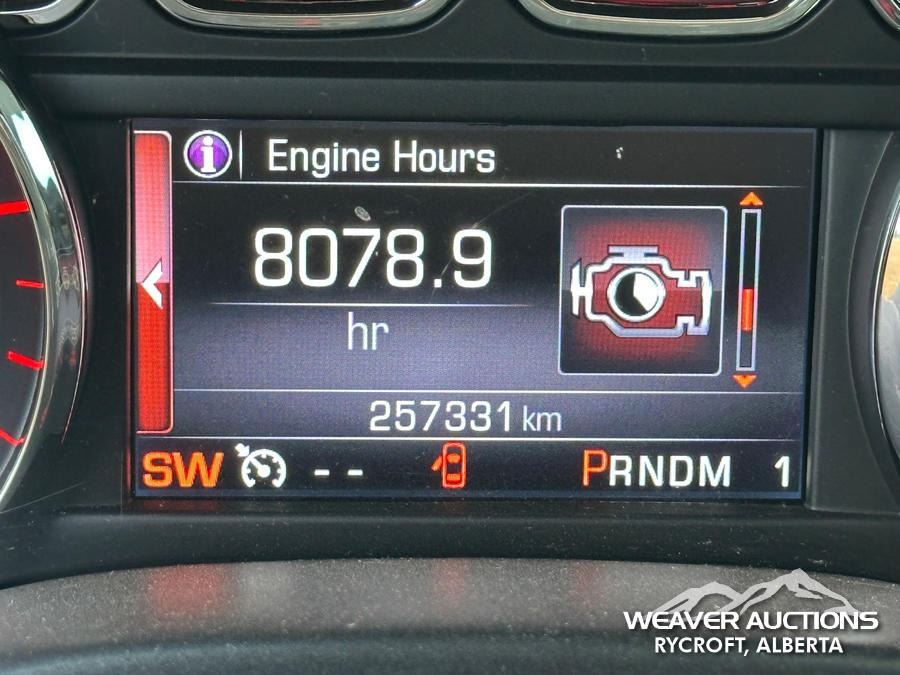 Engine Hours
8078.9
hr
257331 km
SW -- PRNDM 1
WEAVER AUCTIONS
RYCROFT, ALBERTA